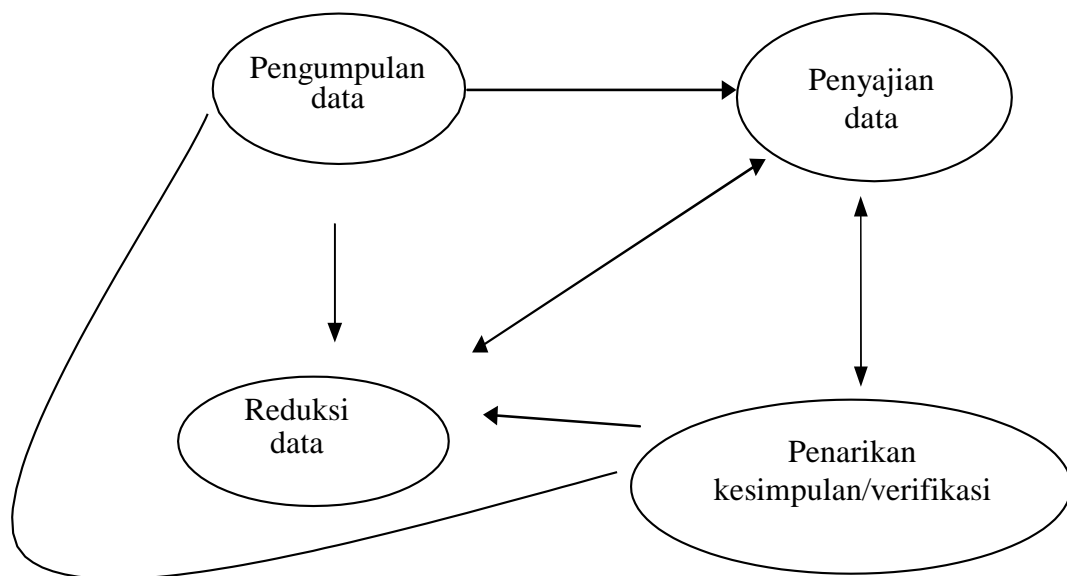 Pengumpulan
data
Penyajian
data
Reduksi
data
Penarikan
kesimpulan/verifikasi